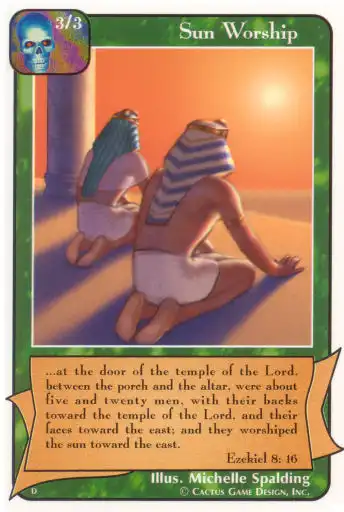 3/3
Sun Worship
...at the door of the temple of the Lord,
between the porch and the altar, were about
five and twenty men, with their backs
toward the temple of the Lord, and their
faces toward the east; and they worshiped
the sun toward the east.
Ezekiel 8: 16
D
Illus. Michelle Spalding
© Cactus Game Design, Inc.